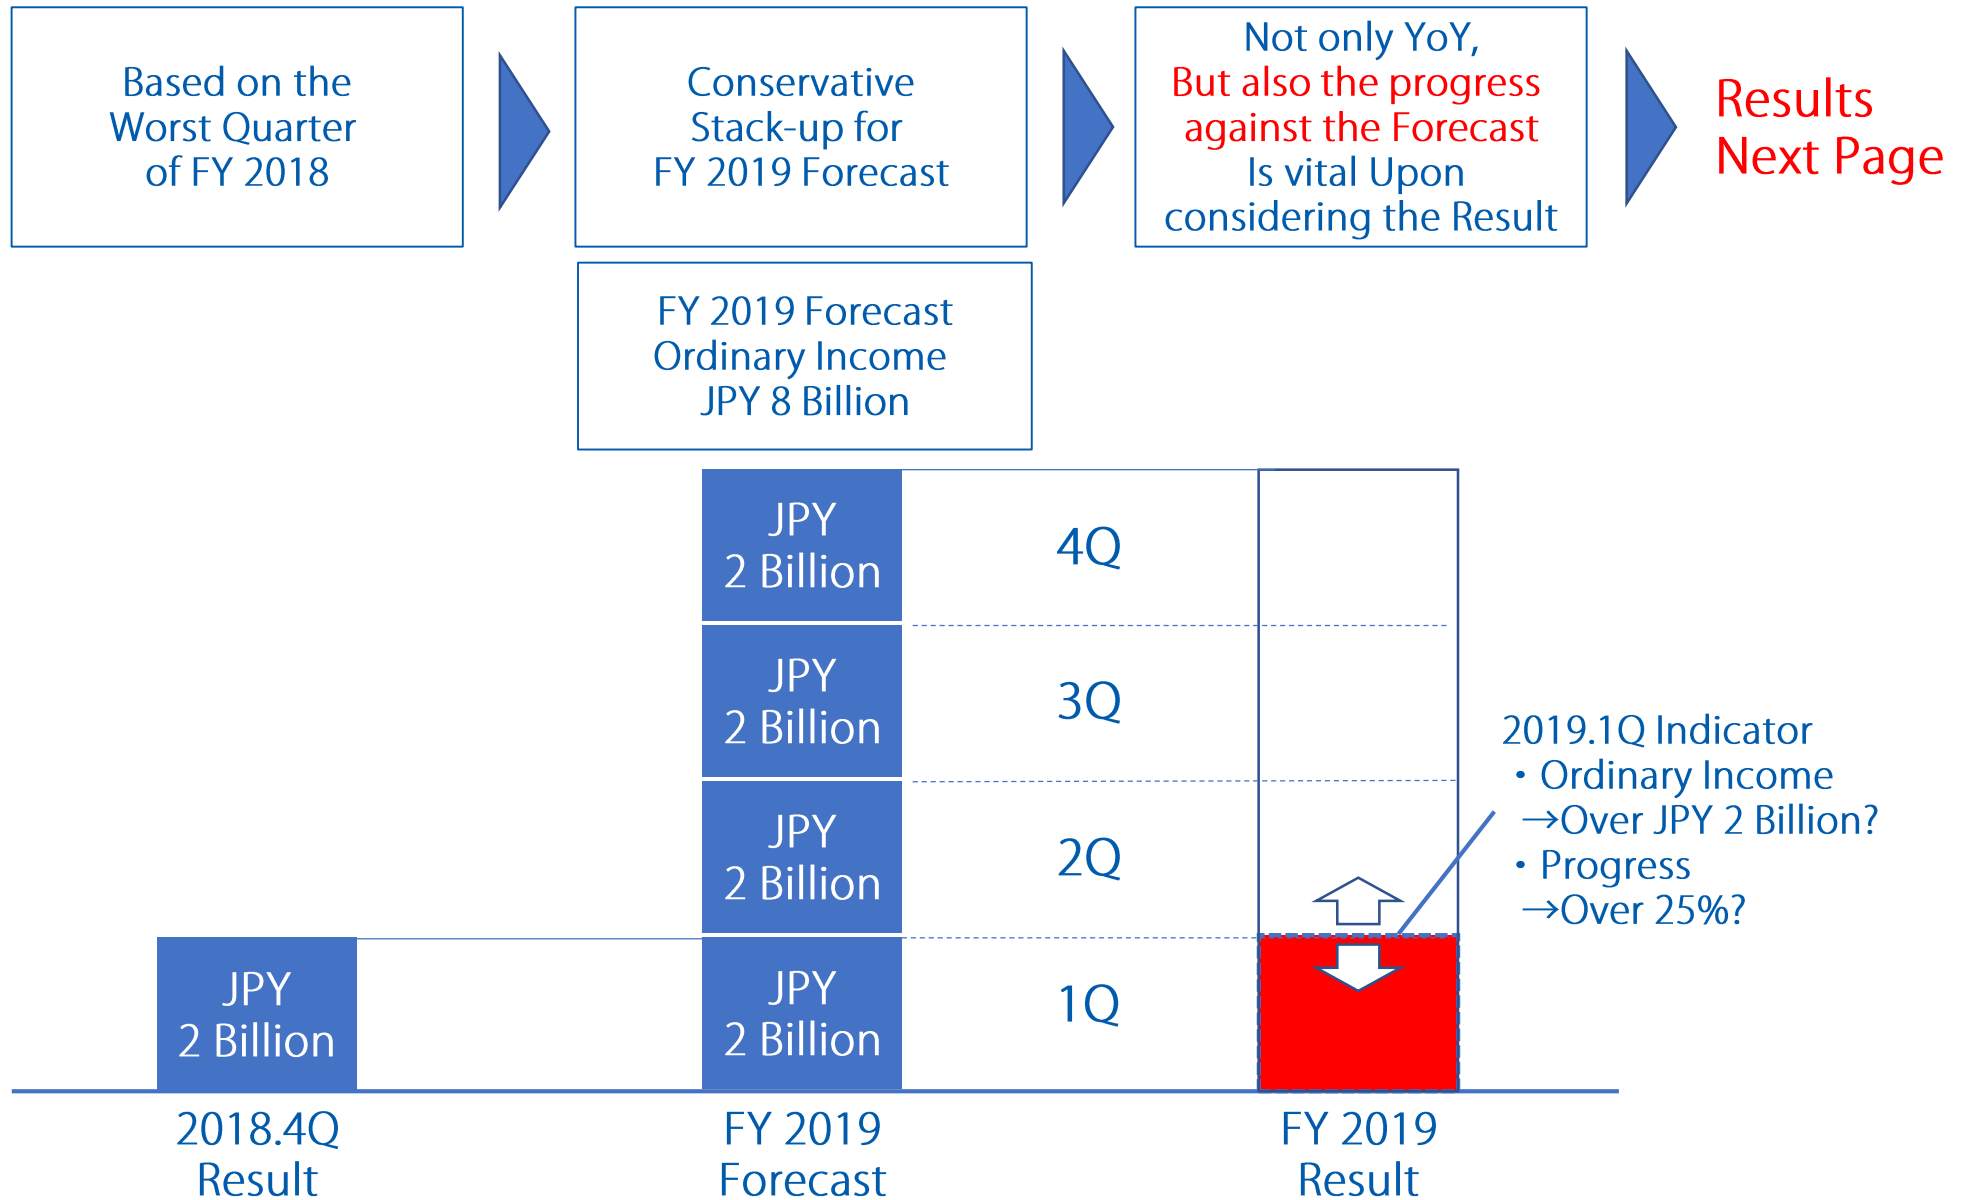 Based on the
Worst Quarter
of FY 2018
Conservative
Stack-up for
FY 2019 Forecast
Not only YoY,
But also the progress
against the Forecast
Is vital Upon
considering the Result
Results
Next Page
FY 2019 Forecast
Ordinary Income
JPY 8 Billion
JPY
2 Billion
4Q
JPY
2 Billion
3Q
JPY
2 Billion
2Q
JPY
2 Billion
JPY
2 Billion
1Q
2019.1Q Indicator
・Ordinary Income
→Over JPY 2 Billion?
・Progress
→Over 25%?
2018.4Q
Result
FY 2019
Forecast
FY 2019
Result